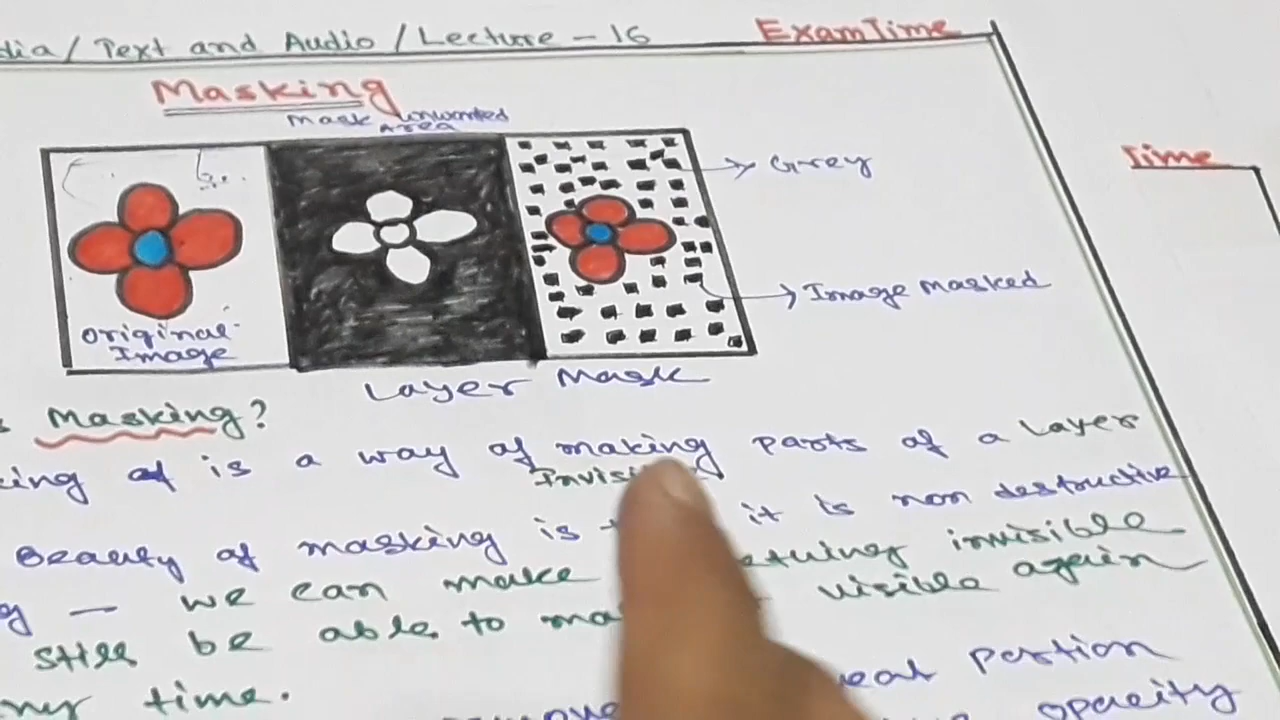 dia/ Text and Audio / Lecture - 16 ExamTime
Masking
Mask unwanted
Area
Grey
Time
Image Masked
Original
Image
Layer Mask
Masking?
king of is a way of making parts of a Layer
Beauty of masking is it is non destructive
we can make invisible
still be able to visible again
time.
Portion
opacity